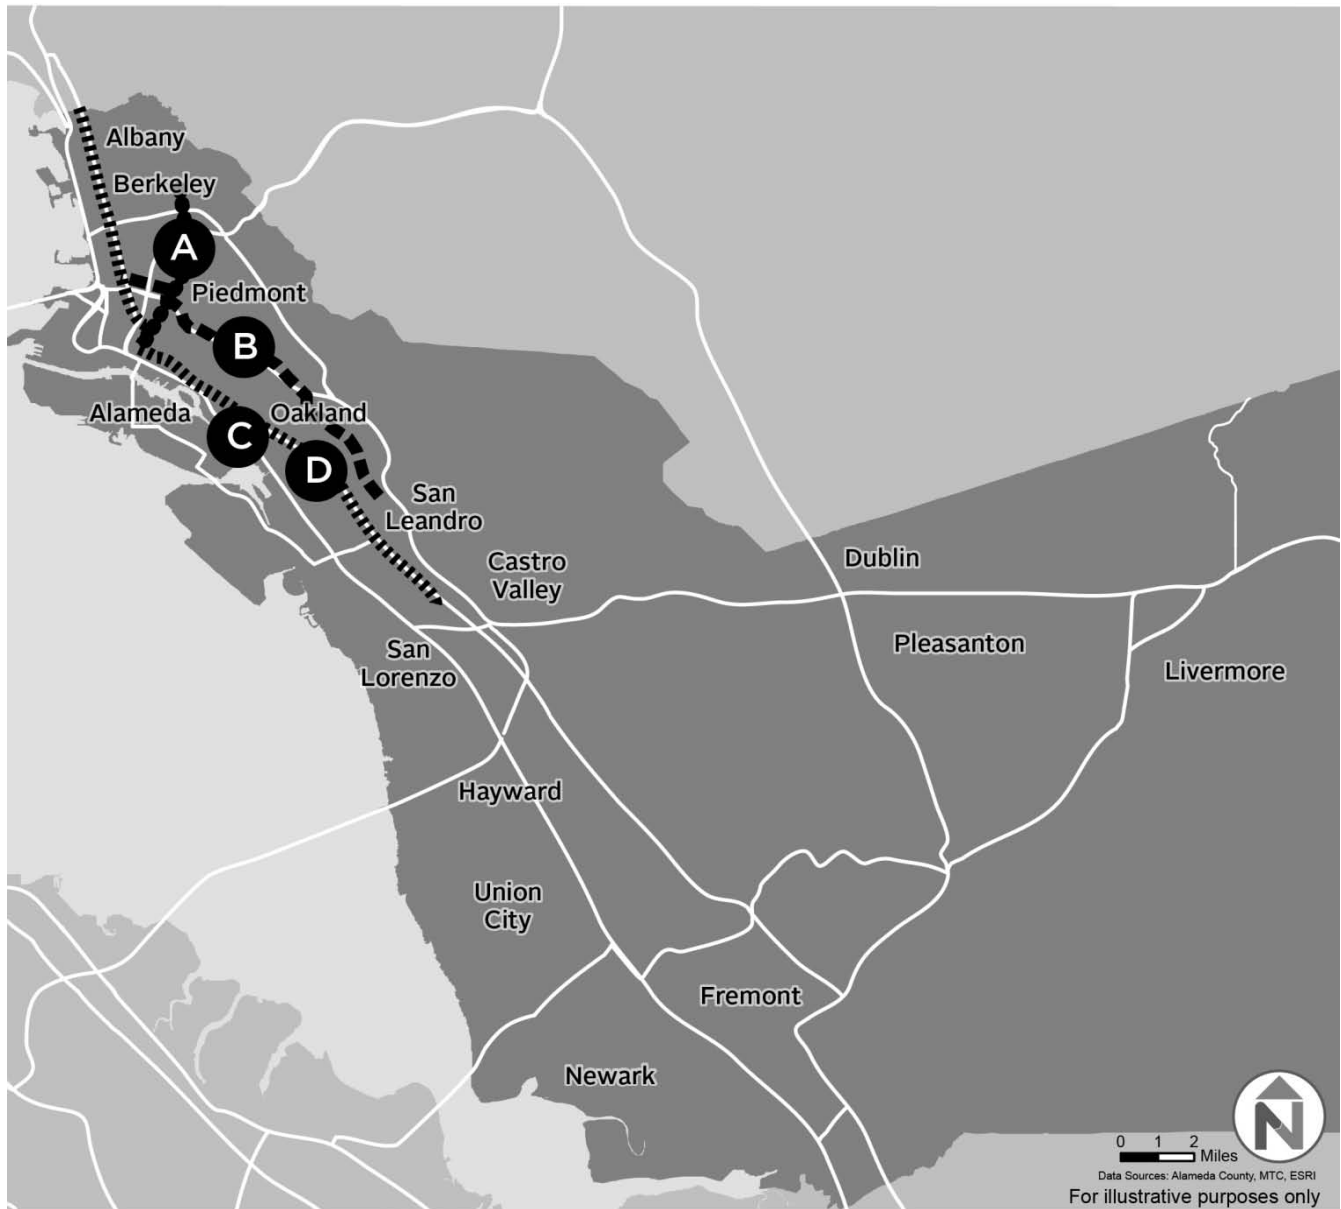 Albany
Berkeley
A
Piedmont
B
Alameda
Oakland
C
D
San
Leandro
Castro
Valley
Dublin
San
Lorenzo
Pleasanton
Livermore
Hayward
Union
City
Fremont
Newark
N
0 1 2
Miles
Data Sources: Alameda County, MTC, ESRI
For illustrative purposes only